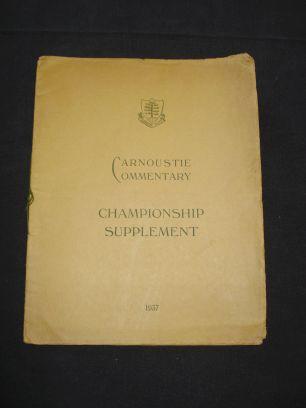 CARNOUSTIE
COMMENTARY
CHAMPIONSHIP
SUPPLEMENT
1937